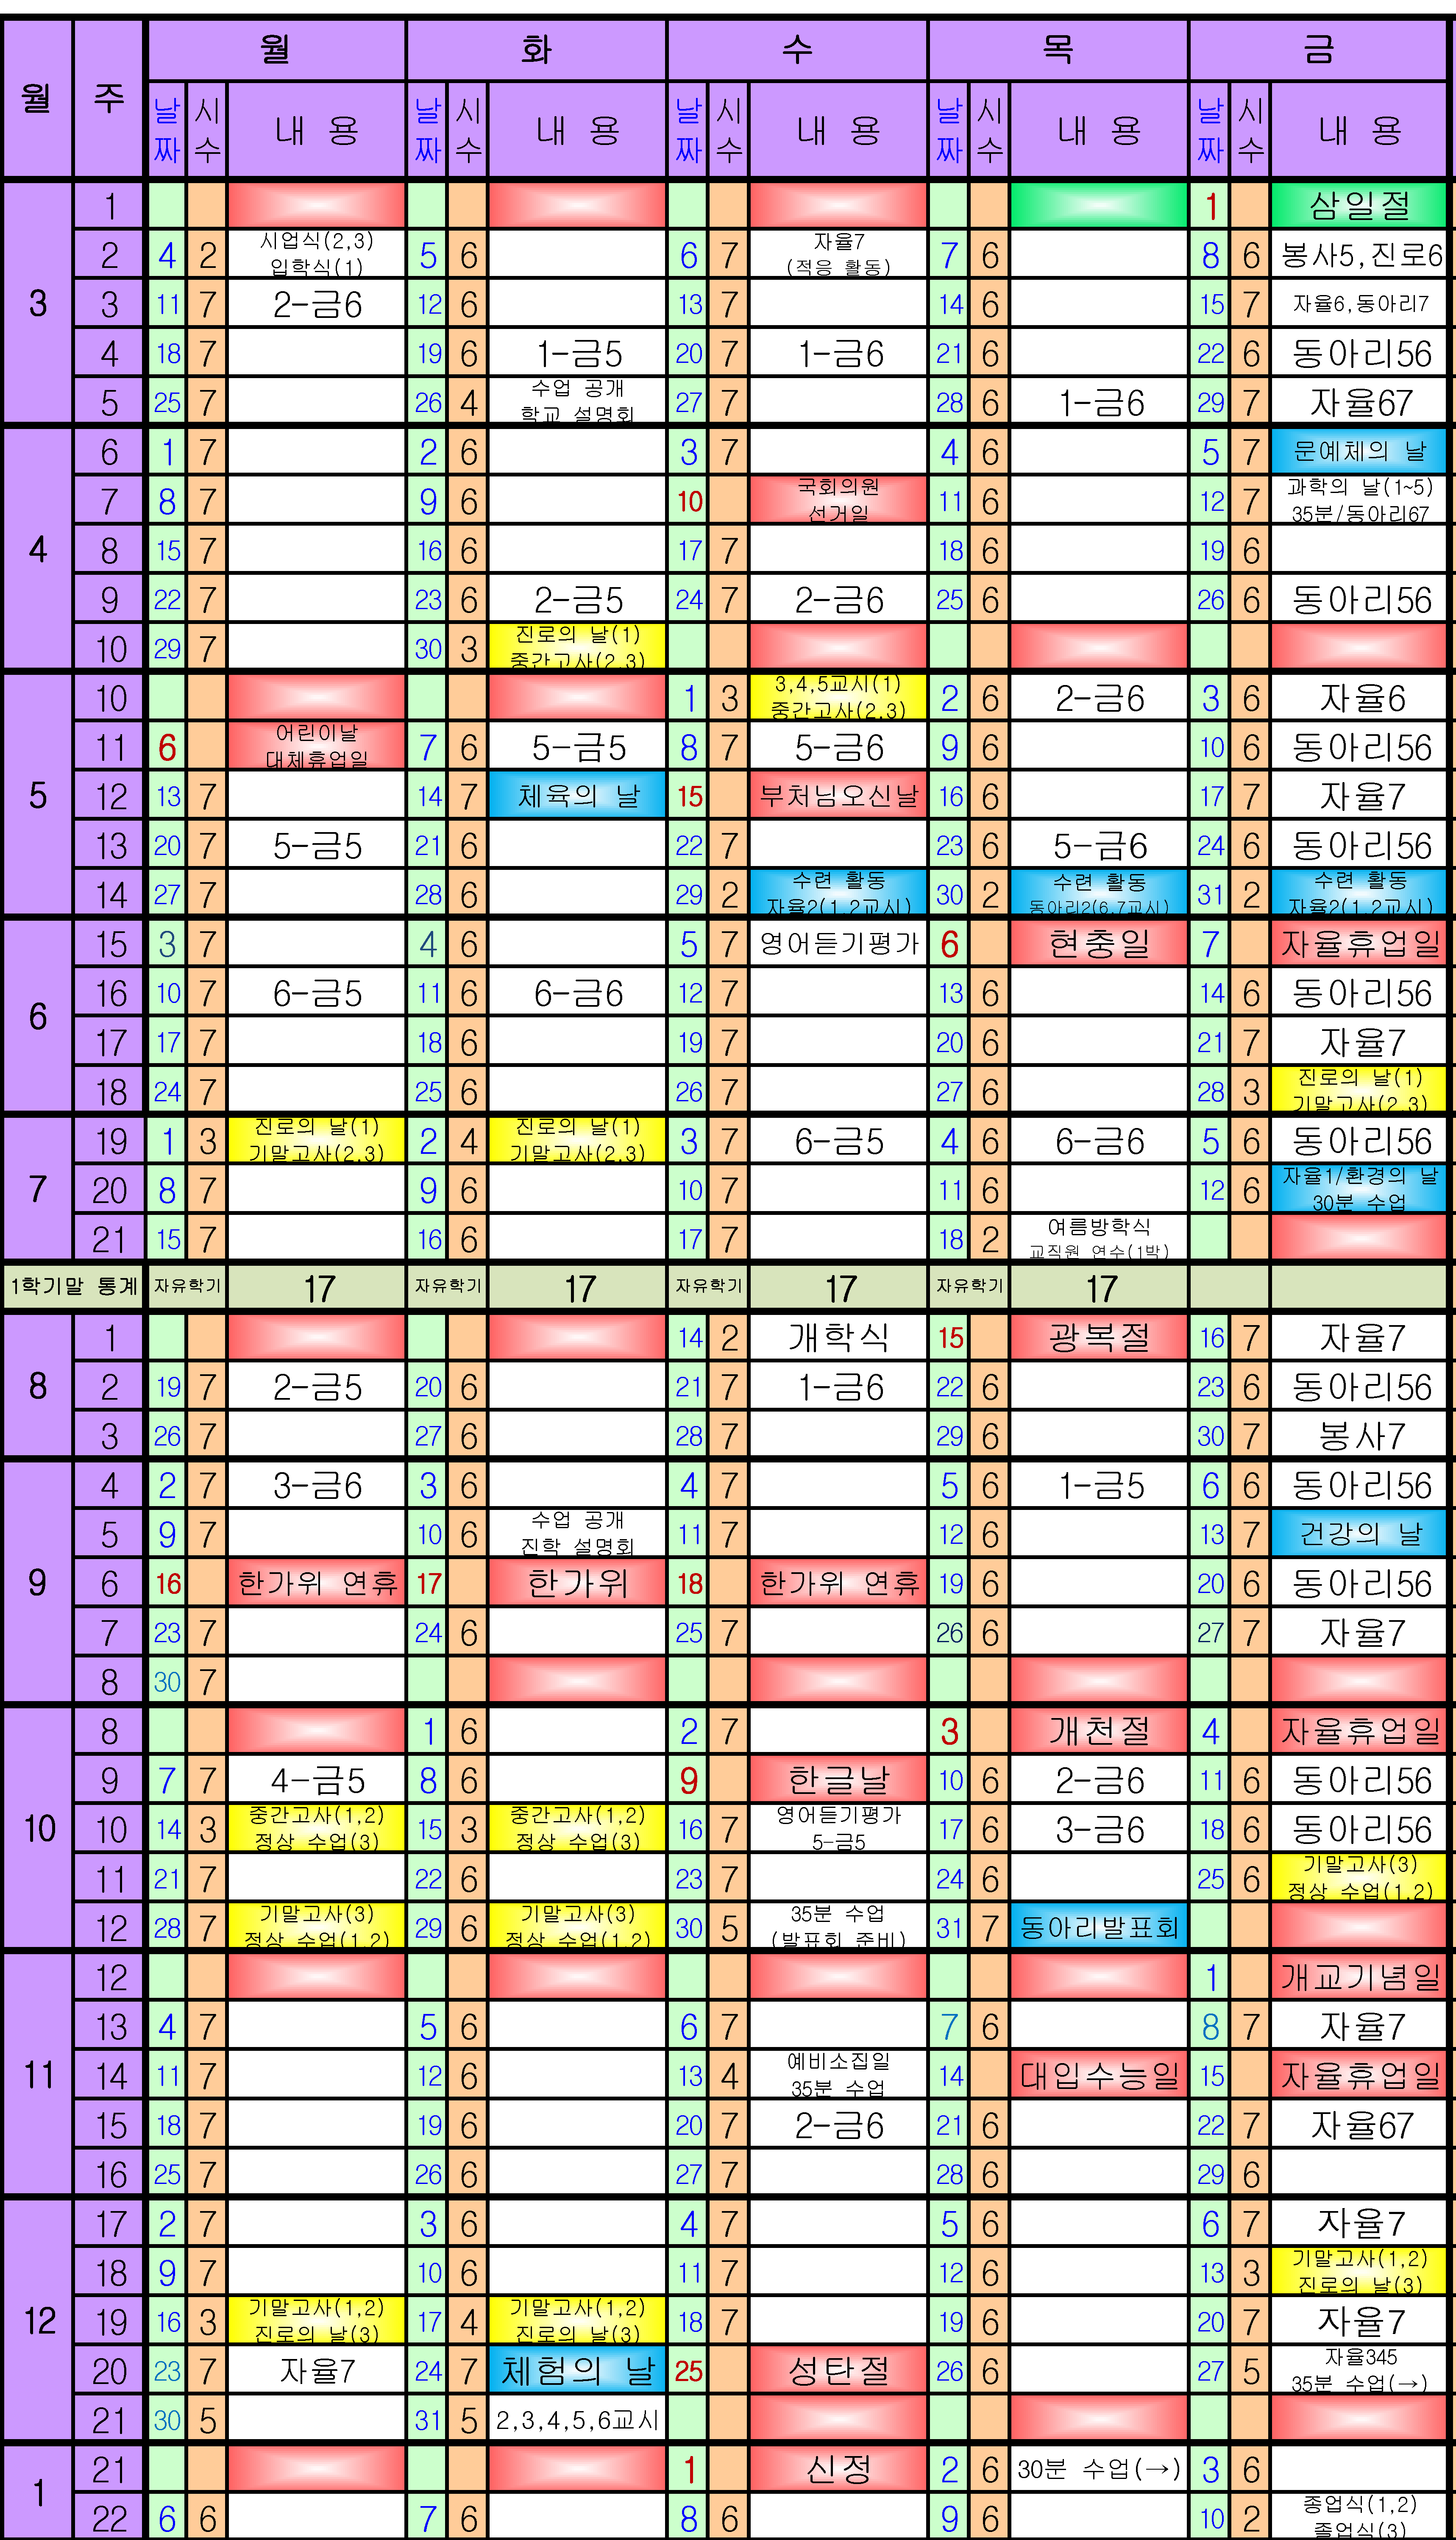 월 주 월 화 수 목 금
날짜 시수 내 용 날짜 시수 내 용 날짜 시수 내 용 날짜 시수 내 용 날짜 시수 내 용
3
1 1 삼일절
2 4 2 시업식(2,3) 입학식(1) 5 6 6 7 자율7 (적응 활동) 7 6 8 6 봉사5,진로6
3 11 7 2-금6 12 6 13 7 14 6 15 7 자율6,동아리7
4 18 7 19 6 1-금5 20 7 1-금6 21 6 22 6 동아리56
5 25 7 26 4 수업 공개 학교 설명회 27 7 28 6 1-금6 29 7 자율67
4
6 1 7 2 6 3 7 4 6 5 7 문예체의 날
7 8 7 9 6 10 국회의원 선거일 11 6 12 7 과학의 날(1~5) 35분/동아리67
8 15 7 16 6 17 7 18 6 19 6
9 22 7 23 6 2-금5 24 7 2-금6 25 6 26 6 동아리56
10 29 7 30 3 진로의 날(1) 중간고사(2,3)
5
10 1 3 3,4,5교시(1) 중간고사(2,3) 2 6 2-금6 3 6 자율6
11 6 어린이날 대체휴업일 7 6 5-금5 8 7 5-금6 9 6 10 6 동아리56
12 13 7 14 7 체육의 날 15 부처님오신날 16 6 17 7 자율7
13 20 7 5-금5 21 6 22 7 23 6 5-금6 24 6 동아리56
14 27 7 28 6 29 2 수련 활동 자율2(1,2교시) 30 2 수련 활동 동아리2(6,7교시) 31 2 수련 활동 자율2(1,2교시)
6
15 3 7 4 6 5 7 영어듣기평가 6 현충일 7 자율휴업일
16 10 7 6-금5 11 6 6-금6 12 7 13 6 14 6 동아리56
17 17 7 18 6 19 7 20 6 21 7 자율7
18 24 7 25 6 26 7 27 6 28 3 진로의 날(1) 기말고사(2,3)
7
19 1 3 진로의 날(1) 기말고사(2,3) 2 4 진로의 날(1) 기말고사(2,3) 3 7 6-금5 4 6 6-금6 5 6 동아리56
20 8 7 9 6 10 7 11 6 12 6 자율1/환경의 날 30분 수업
21 15 7 16 6 17 7 18 2 여름방학식 교직원 연수(1박)
1학기말 통계 자유학기 17 자유학기 17 자유학기 17 자유학기 17
8
1 14 2 개학식 15 광복절 16 7 자율7
2 19 7 2-금5 20 6 21 7 1-금6 22 6 23 6 동아리56
3 26 7 27 6 28 7 29 6 30 7 봉사7
9
4 2 7 3-금6 3 6 4 7 5 6 1-금5 6 6 동아리56
5 9 7 10 6 수업 공개 진학 설명회 11 7 12 6 13 7 건강의 날
6 16 한가위 연휴 17 한가위 18 한가위 연휴 19 6 20 6 동아리56
7 23 7 24 6 25 7 26 6 27 7 자율7
8 30 7
10
8 1 6 2 7 3 개천절 4 자율휴업일
9 7 7 4-금5 8 6 9 한글날 10 6 2-금6 11 6 동아리56
10 14 3 중간고사(1,2) 정상 수업(3) 15 3 중간고사(1,2) 정상 수업(3) 16 7 영어듣기평가 5-금5 17 6 3-금6 18 6 동아리56
11 21 7 22 6 23 7 24 6 25 6 기말고사(3) 정상 수업(1,2)
12 28 7 기말고사(3) 정상 수업(1,2) 29 6 기말고사(3) 정상 수업(1,2) 30 5 35분 수업 (발표회 준비) 31 7 동아리발표회
11
12 1 개교기념일
13 4 7 5 6 6 7 7 6 8 7 자율7
14 11 7 12 6 13 4 예비소집일 35분 수업 14 대입수능일 15 자율휴업일
15 18 7 19 6 20 7 2-금6 21 6 22 7 자율67
16 25 7 26 6 27 7 28 6 29 6
12
17 2 7 3 6 4 7 5 6 6 7 자율7
18 9 7 10 6 11 7 12 6 13 3 기말고사(1,2) 진로의 날(3)
19 16 3 기말고사(1,2) 진로의 날(3) 17 4 기말고사(1,2) 진로의 날(3) 18 7 19 6 20 7 자율7
20 23 7 자율7 24 7 체험의 날 25 성탄절 26 6 27 5 자율345 35분 수업(→)
21 30 5 31 5 2,3,4,5,6교시
1
21 1 신정 2 6 30분 수업(→) 3 6
22 6 6 7 6 8 6 9 6 10 2 종업식(1,2) 졸업식(3)